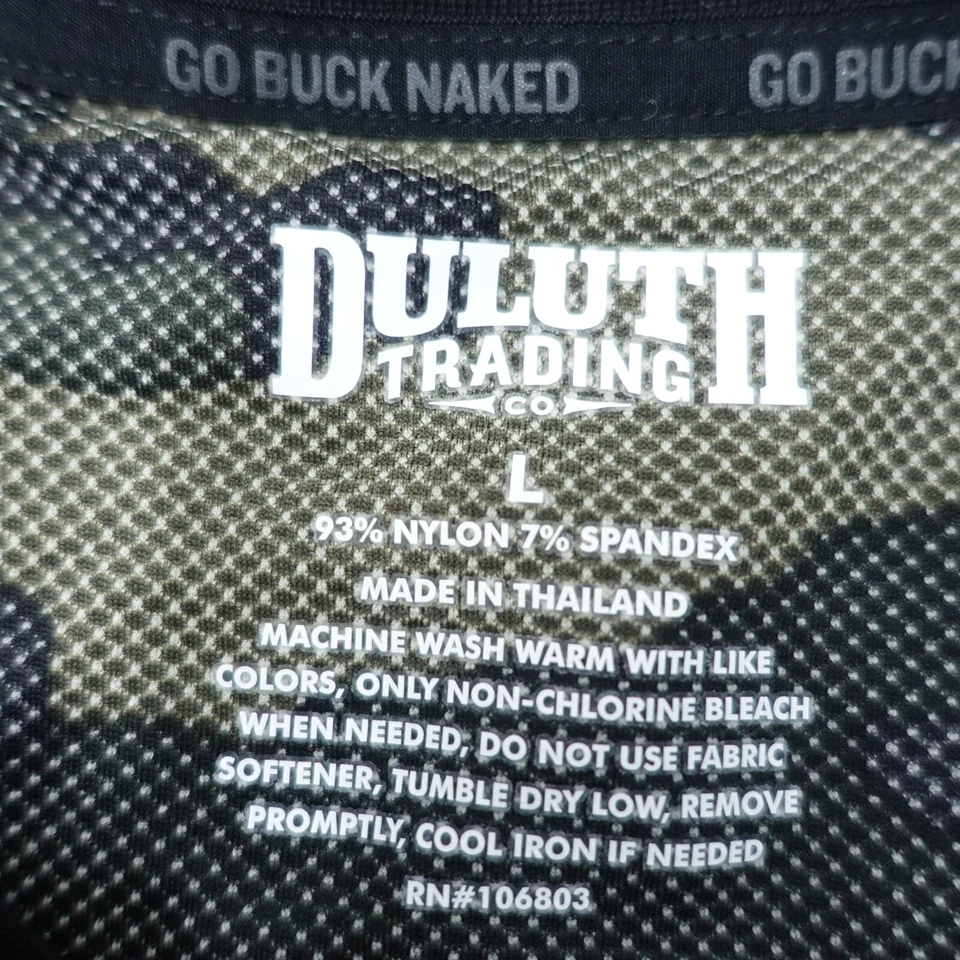 GO BUCK NAKED GO BUCK
DULUTH
TRADING
CO
L
93% NYLON 7% SPANDEX
MADE IN THAILAND
MACHINE WASH WARM WITH LIKE
COLORS, ONLY NON-CHLORINE BLEACH
WHEN NEEDED, DO NOT USE FABRIC
SOFTENER, TUMBLE DRY LOW, REMOVE
PROMPTLY, COOL IRON IF NEEDED
RN#106803